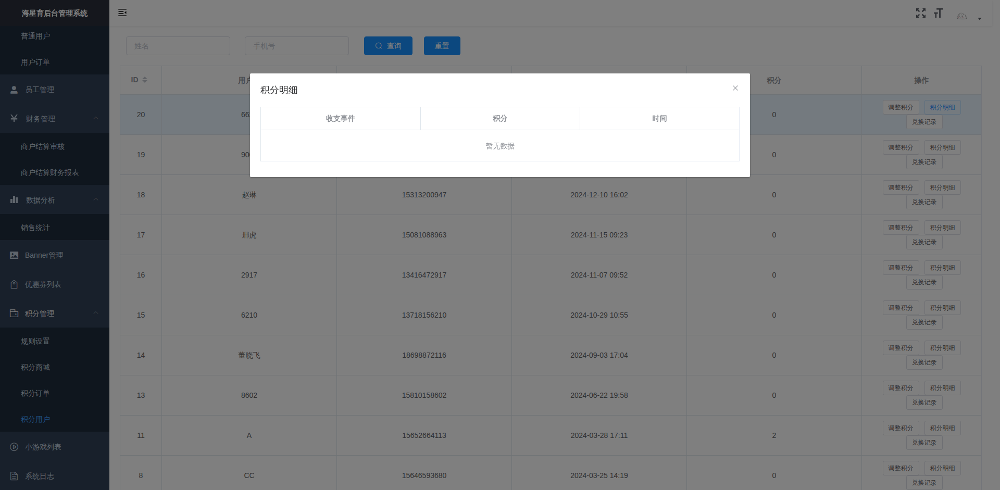 海星育后台管理系统
普通用户
用户订单
员工管理
财务管理
商户结算审核
商户结算财务报表
数据分析
销售统计
Banner管理
优惠券列表
积分管理
规则设置
积分商城
积分订单
积分用户
小游戏列表
系统日志
姓名 手机号 查询 重置
ID 积分 操作
20 0 调整积分 积分明细
兑换记录
19 0 调整积分 积分明细
兑换记录
积分明细
收支事件 积分 时间
暂无数据
18 赵琳 15313200947 2024-12-10 16:02 0 调整积分 积分明细
兑换记录
17 邢虎 15081088963 2024-11-15 09:23 0 调整积分 积分明细
兑换记录
16 2917 13416472917 2024-11-07 09:52 0 调整积分 积分明细
兑换记录
15 6210 13718156210 2024-10-29 10:55 0 调整积分 积分明细
兑换记录
14 董晓飞 18698872116 2024-09-03 17:04 0 调整积分 积分明细
兑换记录
13 8602 15810158602 2024-06-22 19:58 0 调整积分 积分明细
兑换记录
11 A 15652664113 2024-03-28 17:11 2 调整积分 积分明细
兑换记录
8 CC 15646593680 2024-03-25 14:19 0 调整积分 积分明细
兑换记录